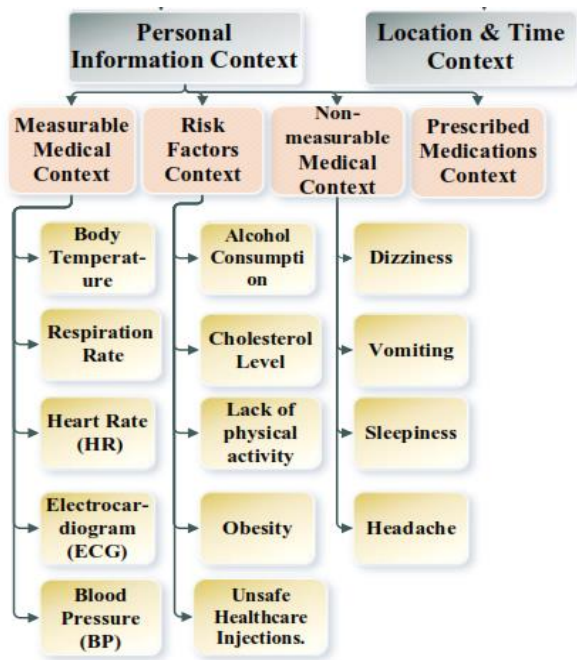 Personal
Information Context
Location & Time
Context
Measurable
Medical
Context
Risk
Factors
Context
Non-
measurable
Medical
Context
Prescribed
Medications
Context
Body
Temperat-
ure
Respiration
Rate
Heart Rate
(HR)
Electrocar-
diogram
(ECG)
Blood
Pressure
(BP)
Alcohol
Consumpti
on
Cholesterol
Level
Lack of
physical
activity
Obesity
Unsafe
Healthcare
Injections.
Dizziness
Vomiting
Sleepiness
Headache